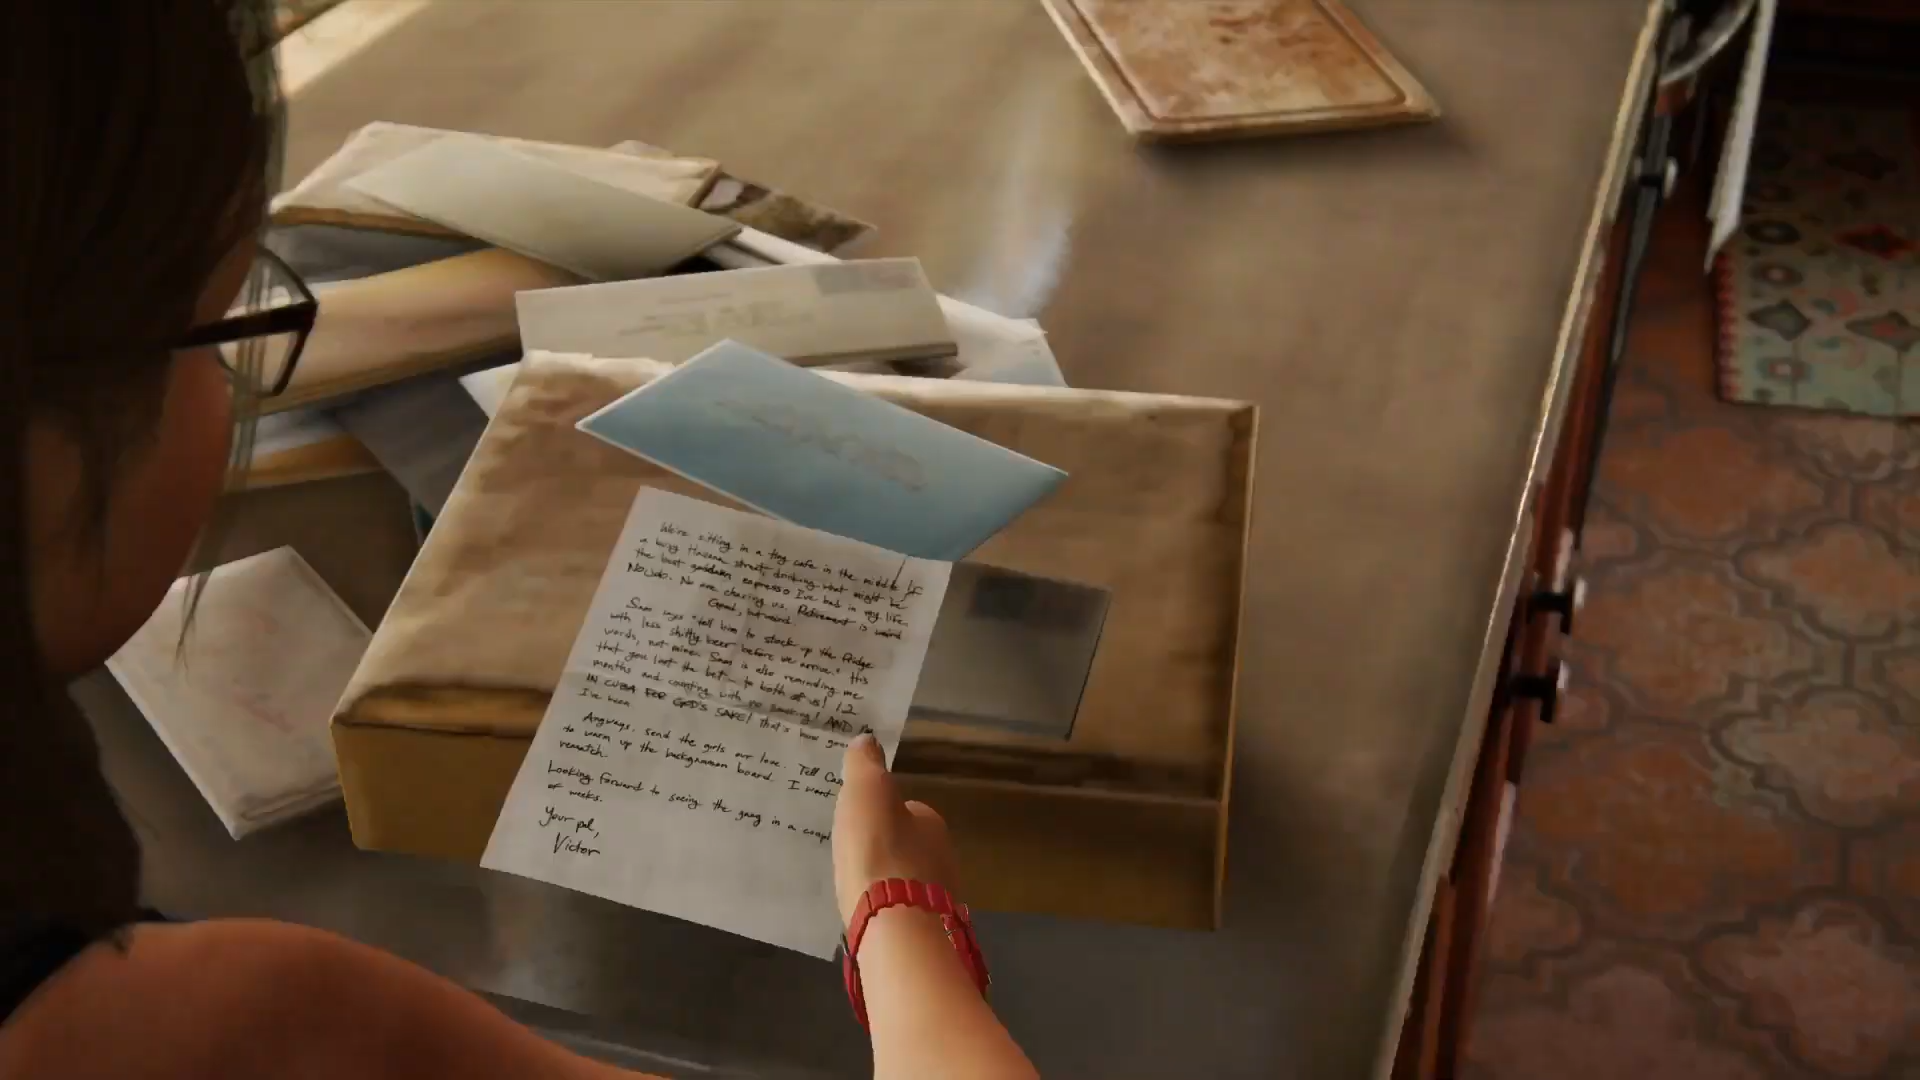 We're sitting in a tiny cafe in the middle of
a busy Havana street, drinking what might be
the best goddamn espresso I've had in my life.
No job. No one chasing us. Retirement is weird
Good, but weird.
Sam says "tell him to stock up the fridge
with less shitty beer before we arrive." His
words, not mine. Sam is also reminding me
that you lost the bet - to both of us! 12
months and counting with no smoking! AND I'm
IN CUBA FOR GOD'S SAKE! That's how good
I've been.
Anyways, send the girls our love. Tell Cas
to warm up the backgammon board. I want
rematch.
Looking forward to seeing the gang in a coupl
of weeks.
Your pal,
Victor